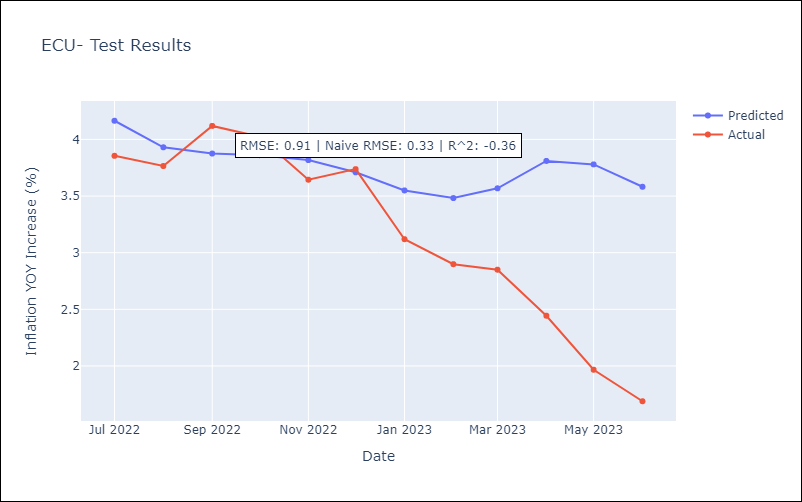 ECU- Test Results
Predicted
Actual
RMSE: 0.91 | Naive RMSE: 0.33 | R^2: -0.36
Inflation YOY Increase (%)
4
3.5
3
2.5
2
Jul 2022 Sep 2022 Nov 2022 Jan 2023 Mar 2023 May 2023
Date